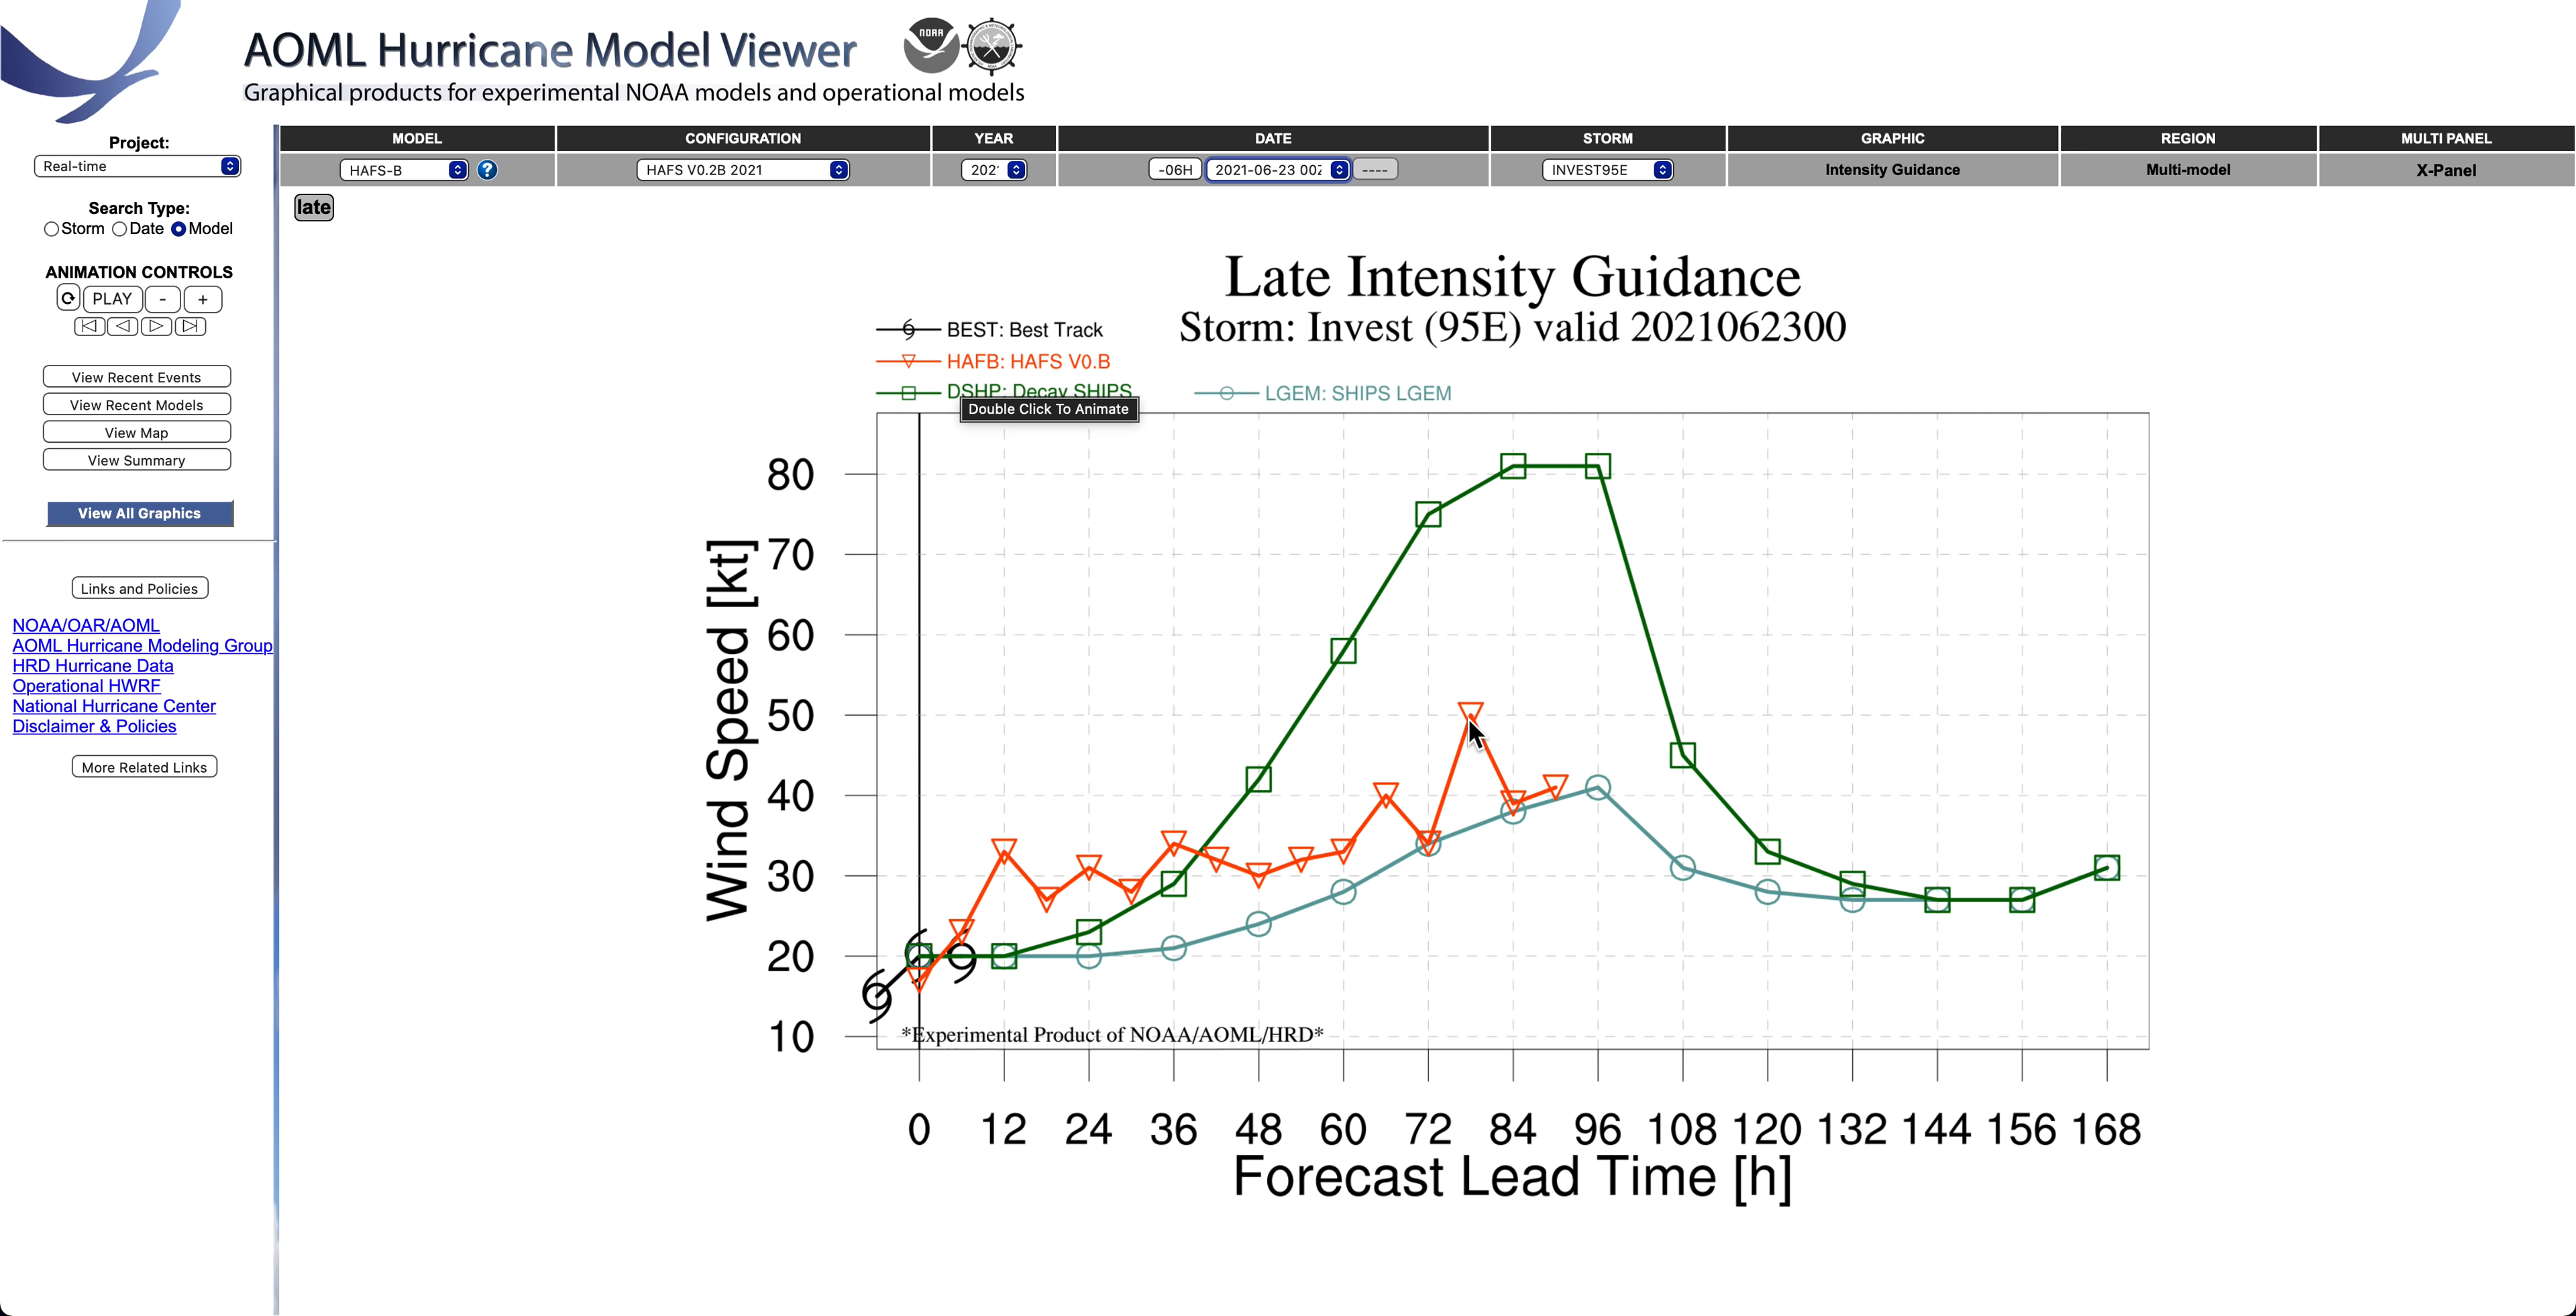 NOAA
AOML Hurricane Model Viewer
Graphical products for experimental NOAA models and operational models
Project:
Real-time
Search Type:
Storm Date Model
ANIMATION CONTROLS
PLAY - +
View Recent Events
View Recent Models
View Map
View Summary
View All Graphics
Links and Policies
NOAA/OAR/AOML
AOML Hurricane Modeling Group
HRD Hurricane Data
Operational HWRF
National Hurricane Center
Disclaimer & Policies
More Related Links
MODEL CONFIGURATION YEAR DATE STORM GRAPHIC REGION MULTI PANEL
HAFS-B ? HAFS V0.2B 2021 202 -06H 2021-06-23 00Z ---- INVEST95E Intensity Guidance Multi-model X-Panel
late
Late Intensity Guidance
Storm: Invest (95E) valid 2021062300
BEST: Best Track
HAFB: HAFS V0.B
DSHP: Decay SHIPS LGEM: SHIPS LGEM
Double Click To Animate
Wind Speed [kt]
80
70
60
50
40
30
20
10
*Experimental Product of NOAA/AOML/HRD*
0 12 24 36 48 60 72 84 96 108 120 132 144 156 168
Forecast Lead Time [h]